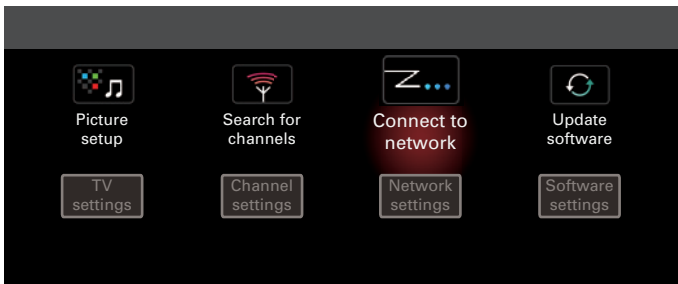 Picture
setup
Search for
channels
Connect to
network
Update
software
TV
settings
Channel
settings
Network
settings
Software
settings